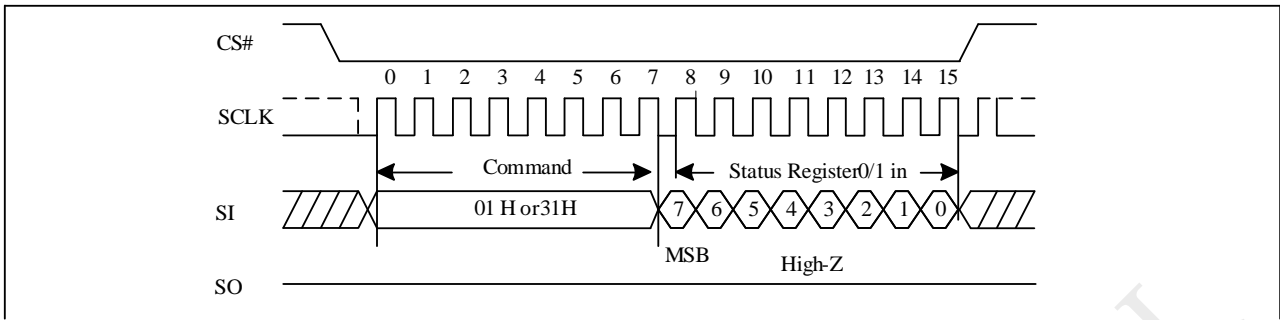 CS#
0 1 2 3 4 5 6 7 8 9 10 11 12 13 14 15
SCLK
Command Status Register0/1 in
SI 01 H or31H 7 6 5 4 3 2 1 0
MSB High-Z
SO